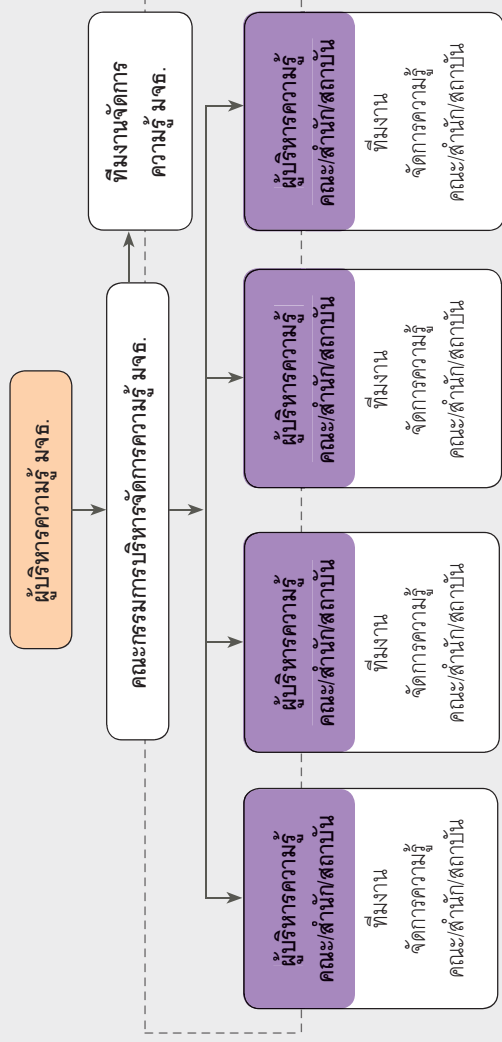 ผู้บริหารความรู้ มจธ.
คณะกรรมการบริหารจัดการความรู้ มจธ.
ทีมงานจัดการ
ความรู้ มจธ.
ผู้บริหารความรู้
คณะ/สำนัก/สถาบัน
ทีมงาน
จัดการความรู้
คณะ/สำนัก/สถาบัน
ผู้บริหารความรู้
คณะ/สำนัก/สถาบัน
ทีมงาน
จัดการความรู้
คณะ/สำนัก/สถาบัน
ผู้บริหารความรู้
คณะ/สำนัก/สถาบัน
ทีมงาน
จัดการความรู้
คณะ/สำนัก/สถาบัน
ผู้บริหารความรู้
คณะ/สำนัก/สถาบัน
ทีมงาน
จัดการความรู้
คณะ/สำนัก/สถาบัน